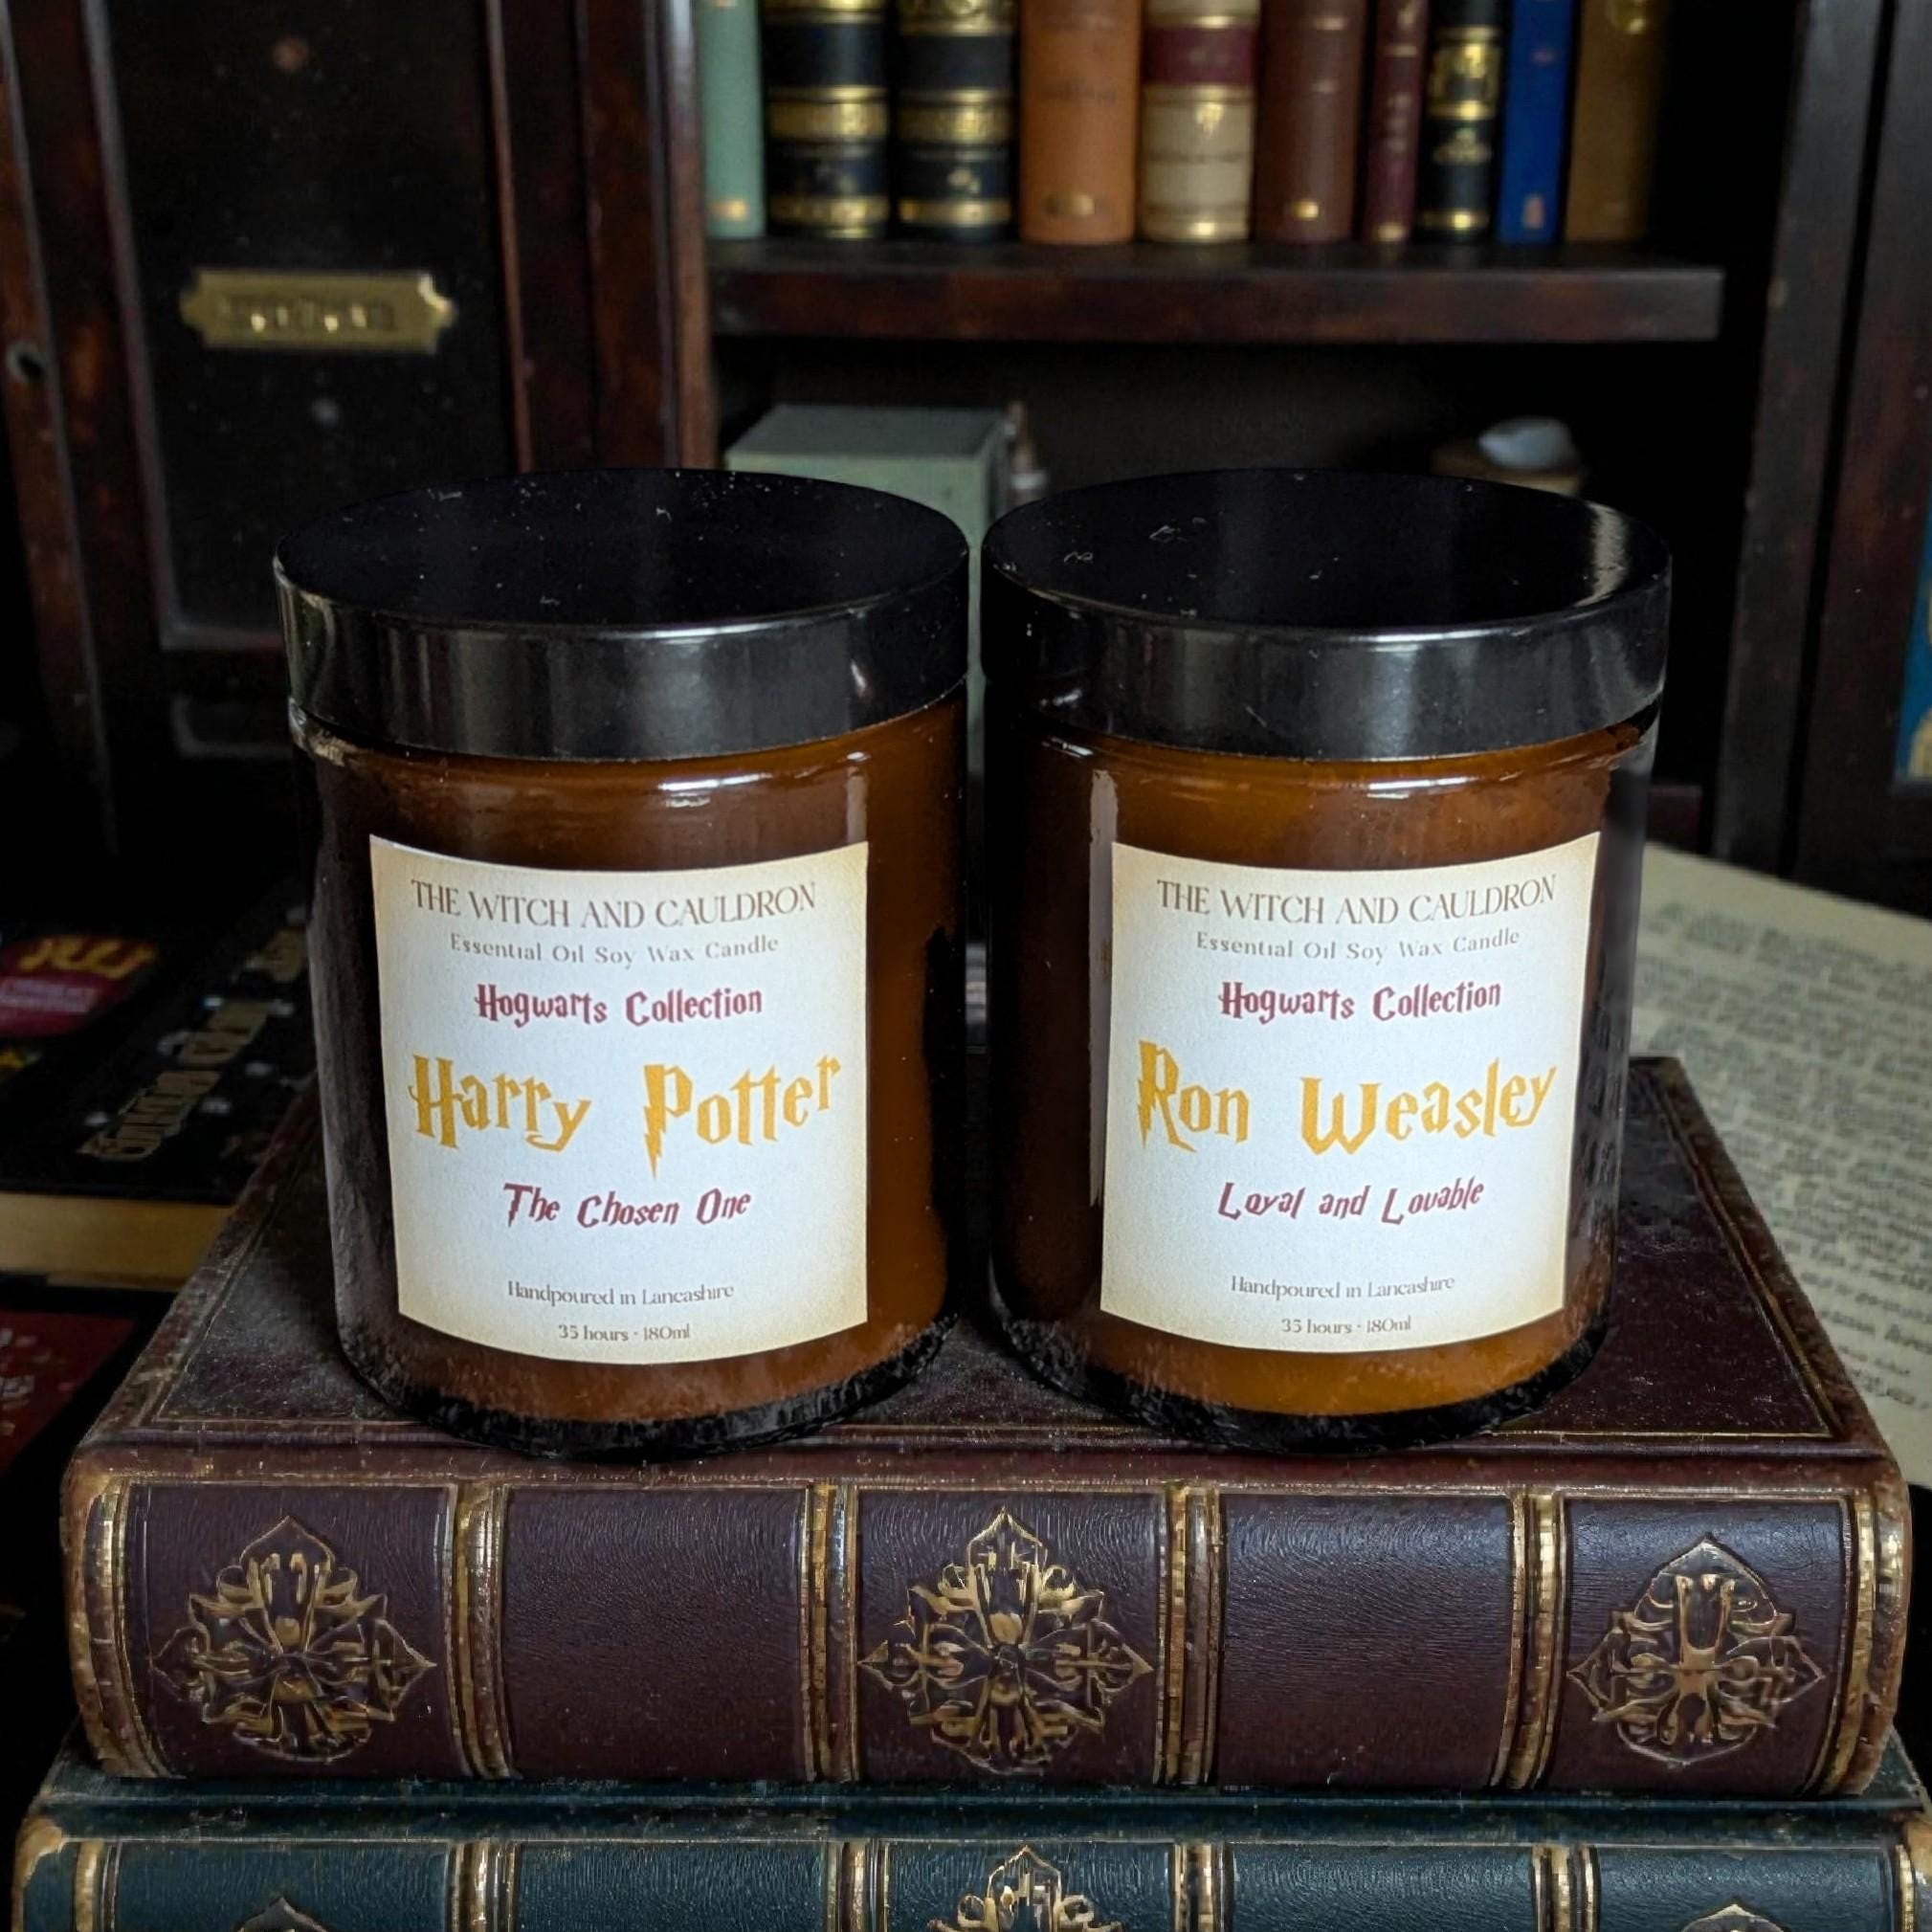 THE WITCH AND CAULDRON
Essential Oil Soy Wax Candle
Hogwarts Collection
Harry Potter
The Chosen One
Handpoured in Lancashire
35 hours - 180ml
THE WITCH AND CAULDRON
Essential Oil Soy Wax Candle
Hogwarts Collection
Ron Weasley
Loyal and Lovable
Handpoured in Lancashire
35 hours - 180ml